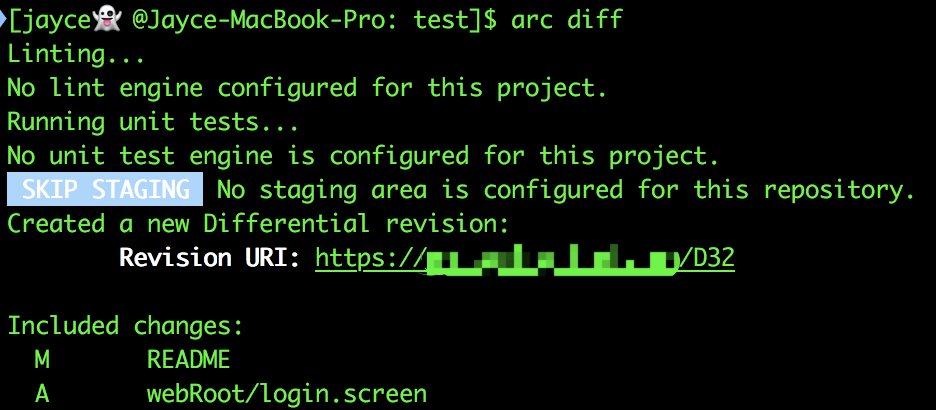 [jayce👻 @Jayce-MacBook-Pro: test]$ arc diff
Linting...
No lint engine configured for this project.
Running unit tests...
No unit test engine is configured for this project.
SKIP STAGING No staging area is configured for this repository.
Created a new Differential revision:
Revision URI: https:// /D32
Included changes:
M README
A webRoot/login.screen